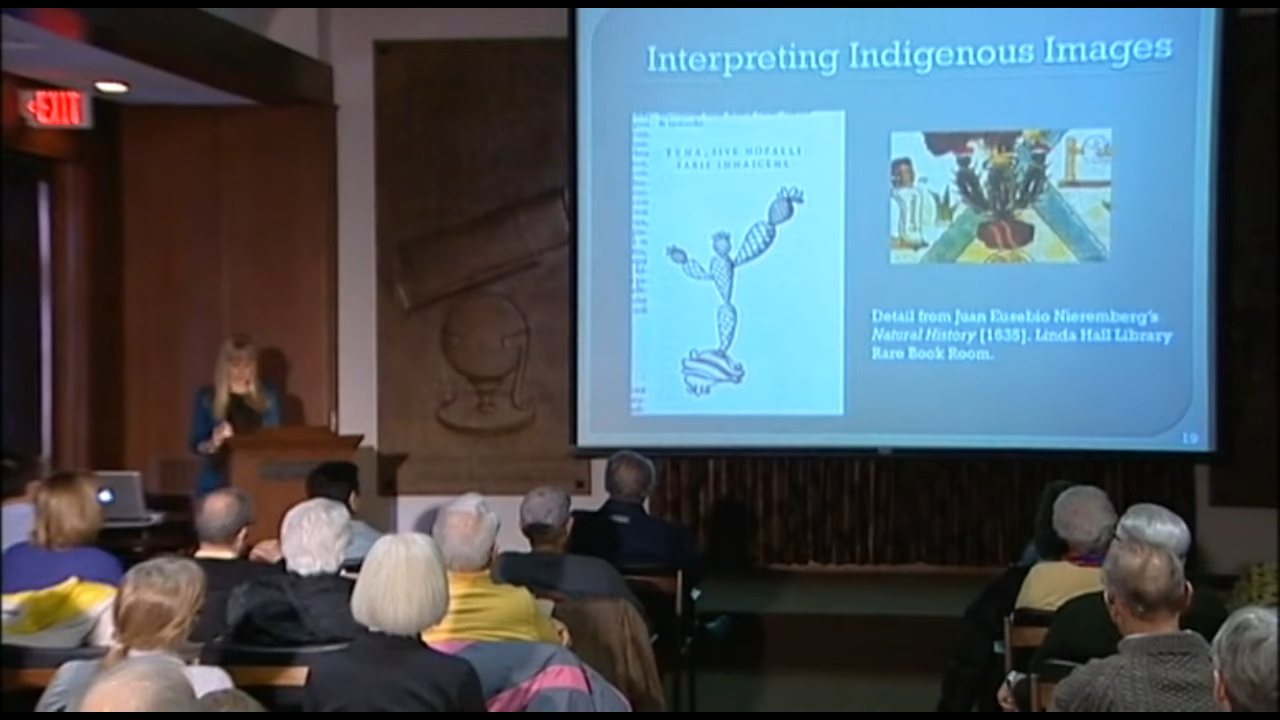 EXIT
Interpreting Indigenous Images
Detail from Juan Eusebio Nieremberg's
Natural History [1635]. Linda Hall Library
Rare Book Room.
19